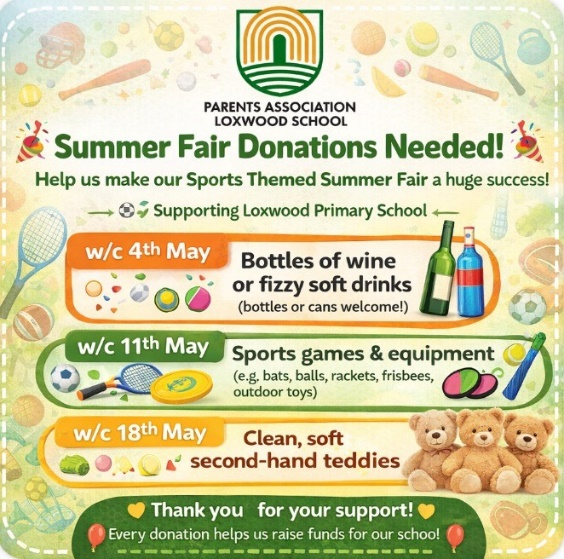 PARENTS ASSOCIATION
LOXWOOD SCHOOL
Summer Fair Donations Needed!
Help us make our Sports Themed Summer Fair a huge success!
Supporting Loxwood Primary School
w/c 4th May
Bottles of wine
or fizzy soft drinks
(bottles or cans welcome!)
w/c 11th May
Sports games & equipment
(e.g, bats, balls, rackets, frisbees,
outdoor toys)
w/c 18th May
Clean, soft
second-hand teddies
Thank you for your support!
Every donation helps us raise funds for our school!